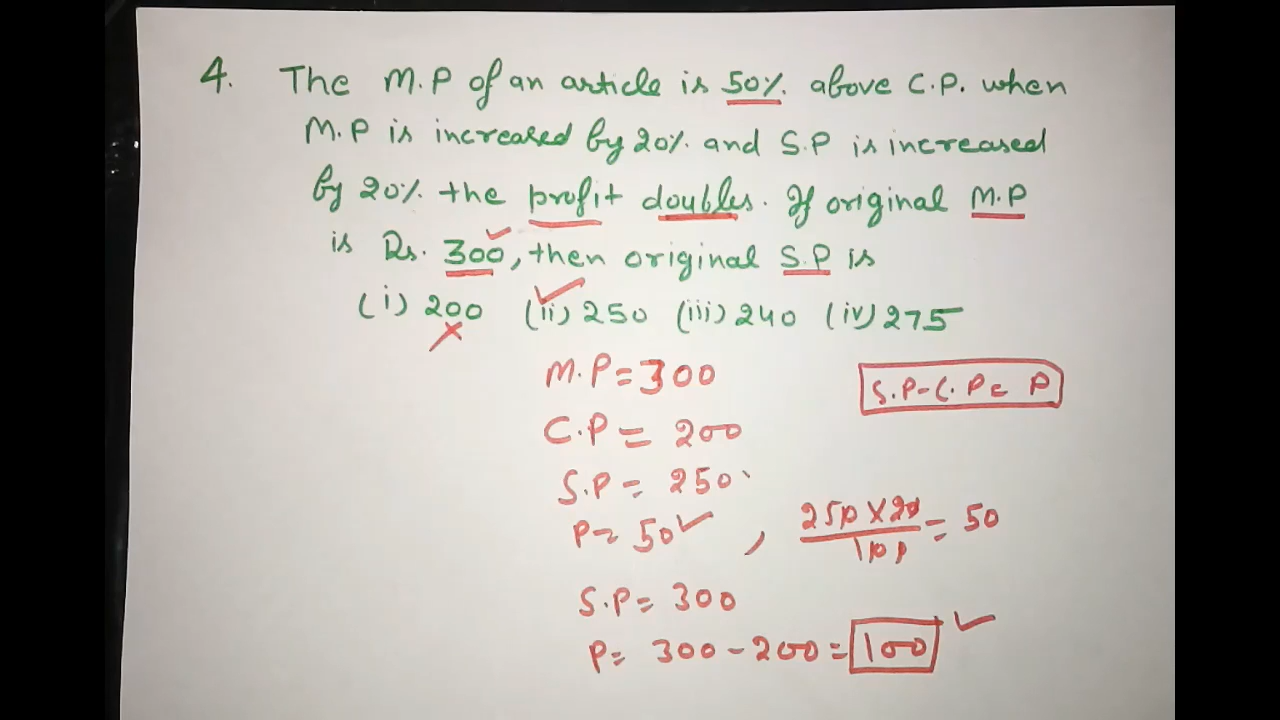 4. The M.P of an article is 50% above C.P. when
M.P is increased by 20% and S.P is increased
by 20% the profit doubles. If original M.P
is Rs. 300, then original S.P is
(i) 200 (ii) 250 (iii) 240 (iv) 275
M.P = 300
S.P - C.P = P
C.P = 200
S.P = 250
P = 50, 250 X 20 / 100 = 50
S.P = 300
P = 300 - 200 = 100